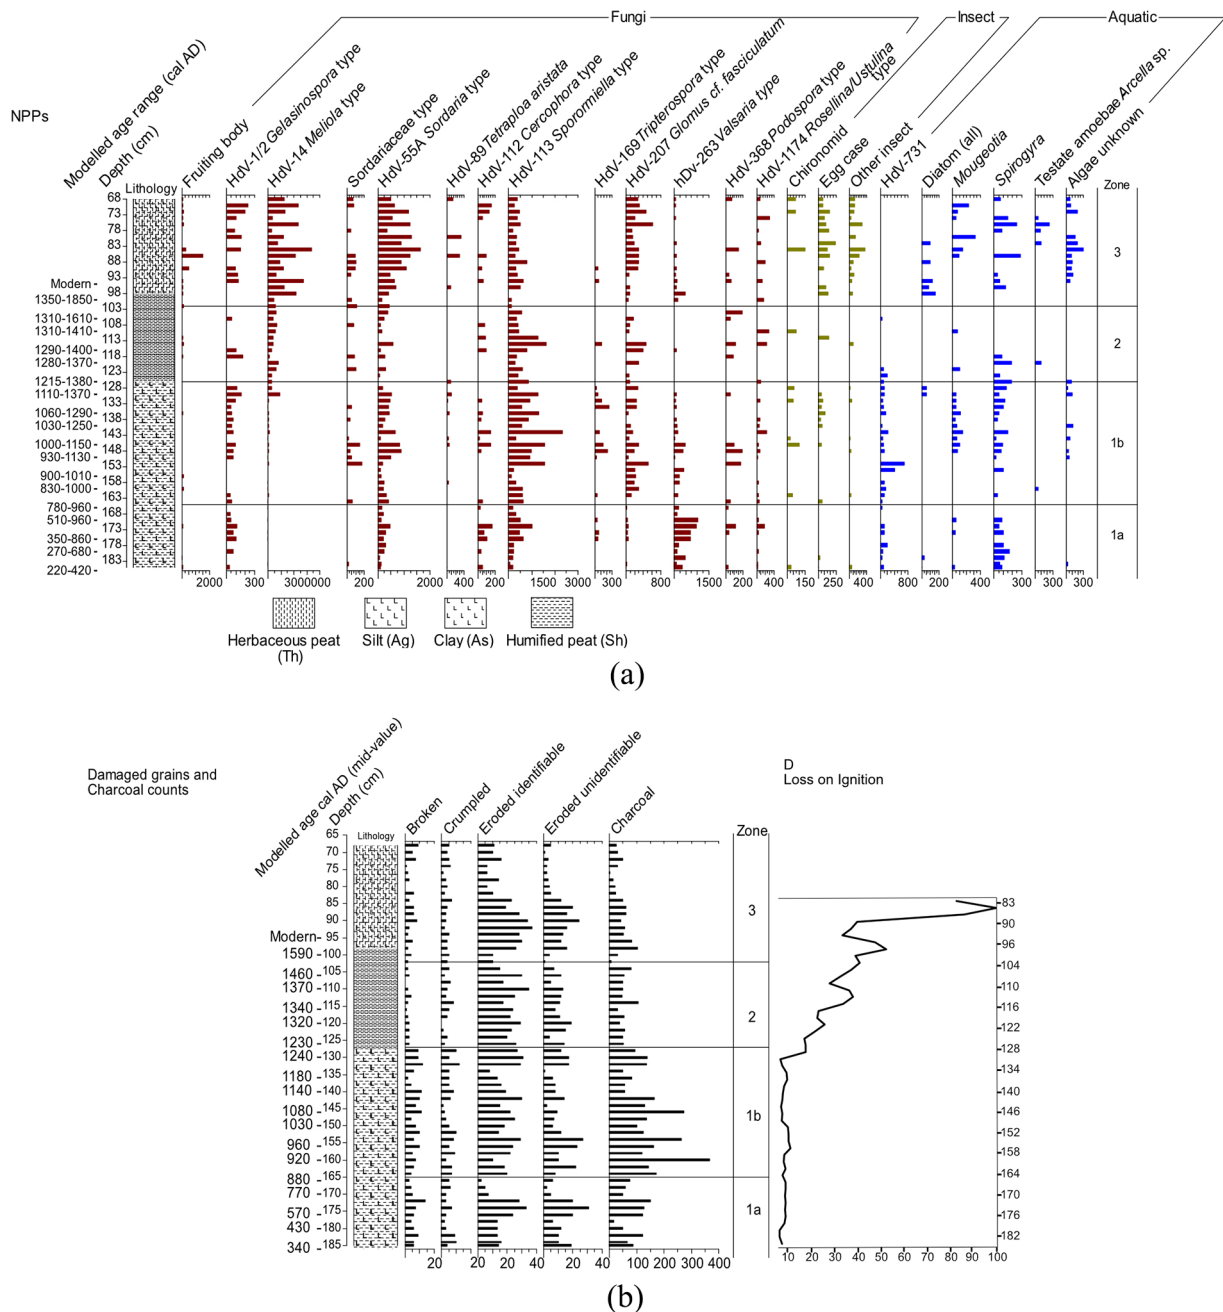 Fungi
Insect
Aquatic
NPPs
Modelled age range (cal AD)
Depth (cm)
Lithology
Fruiting body
HdV-1/2 Gelasinospora type
HdV-14 Meliola type
Sordariaceae type
HdV-55A Sordaria type
HdV-89 Tetraploa aristata
HdV-112 Cercophora type
HdV-113 Sporormiella type
HdV-169 Tripterospora type
HdV-207 Glomus cf. fasciculatum
hDv-263 Valsaria type
HdV-368 Podospora type
HdV-1174 Rosellina/Ustulina
type
Chironomid
Egg case
Other insect
HdV-731
Diatom (all)
Mougeotia
Spirogyra
Testate amoebae Arcella sp.
Algae unknown
Zone
68
73
78
83
88
93
Modern
98
1350-1850
103
1310-1610
108
1310-1410
113
1290-1400
118
1280-1370
123
1215-1380
128
1110-1370
133
1060-1290
138
1030-1250
143
1000-1150
148
930-1130
153
900-1010
158
830-1000
163
780-960
168
510-960
173
350-860
178
270-680
183
220-420
3
2
1b
1a
2000 300 3000000 200 2000 400 200 1500 3000 300 800 1500 200 400 150 250 400 800 200 300 300 200 300
Herbaceous peat
(Th)
Silt (Ag)
Clay (As)
Humified peat (Sh)
(a)
Damaged grains and
Charcoal counts
Modelled age cal AD (mid-value)
Depth (cm)
Lithology
Broken
Crumpled
Eroded identifiable
Eroded unidentifiable
Charcoal
Zone
D
Loss on Ignition
65
70
75
80
85
90
Modern- 95
1590 - 100
1460 - 105
1370 - 110
1340 - 115
1320 - 120
1230 - 125
1240 - 130
1180 - 135
1140 - 140
1080 - 145
1030 - 150
960 - 155
920 - 160
880 - 165
770 - 170
570 - 175
430 - 180
340 - 185
3
2
1b
1a
20 20 20 40 20 40 100 200 300 400
83
90
96
104
110
116
122
128
134
140
146
152
158
164
170
176
182
10 20 30 40 50 60 70 80 90 100
(b)